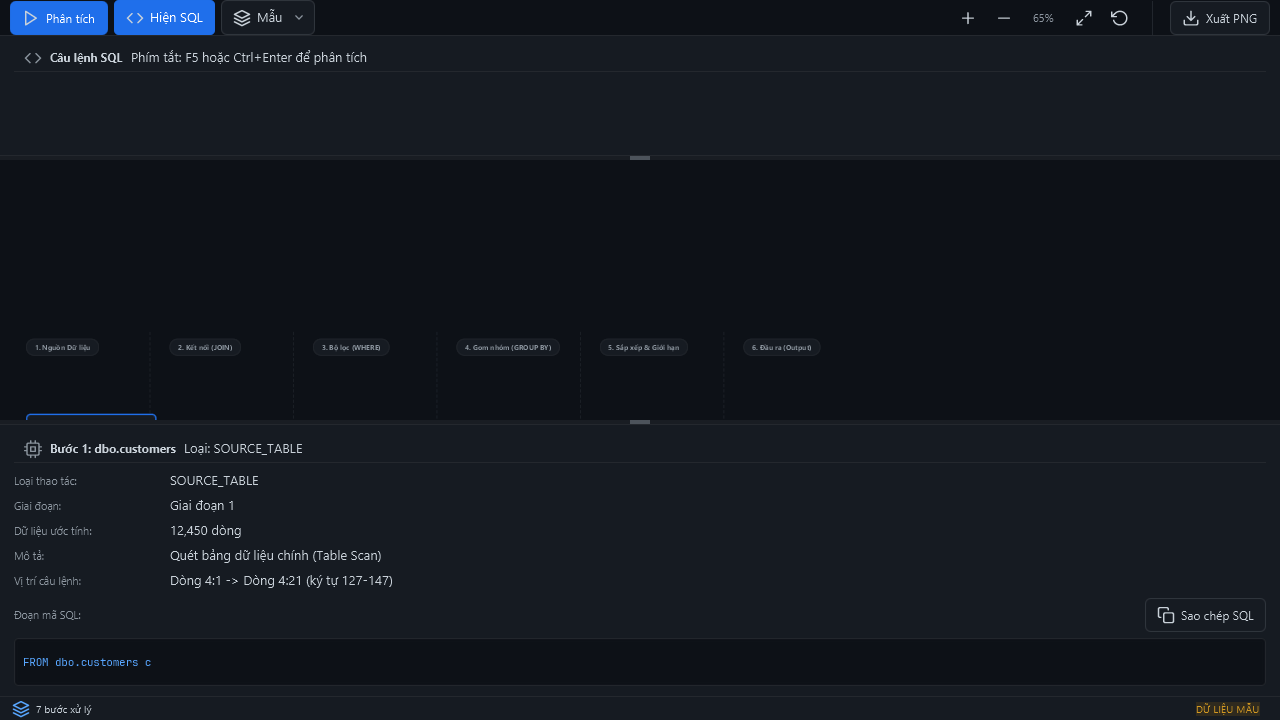 Phân tích Hiện SQL Mẫu 65% Xuất PNG
Câu lệnh SQL Phím tắt: F5 hoặc Ctrl+Enter để phân tích
1. Nguồn Dữ liệu 2. Kết nối (JOIN) 3. Bộ lọc (WHERE) 4. Gom nhóm (GROUP BY) 5. Sắp xếp & Giới hạn 6. Đầu ra (Output)
Bước 1: dbo.customers Loại: SOURCE_TABLE
Loại thao tác: SOURCE_TABLE
Giai đoạn: Giai đoạn 1
Dữ liệu ước tính: 12,450 dòng
Mô tả: Quét bảng dữ liệu chính (Table Scan)
Vị trí câu lệnh: Dòng 4:1 -> Dòng 4:21 (ký tự 127-147)
Đoạn mã SQL: Sao chép SQL
FROM dbo.customers c
7 bước xử lý DỮ LIỆU MẪU